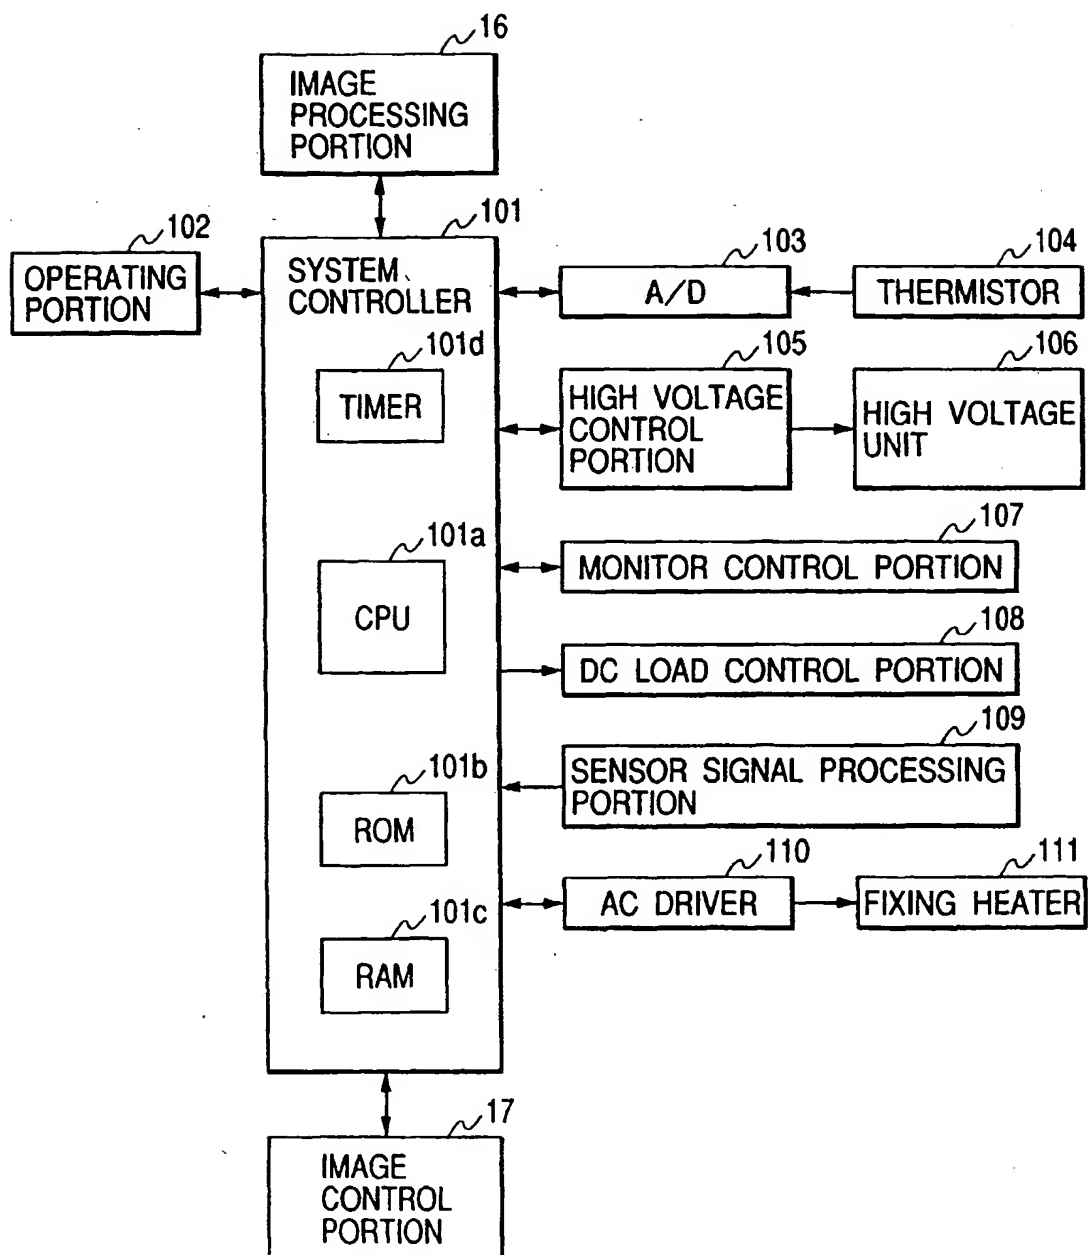 16
IMAGE
PROCESSING
PORTION
102
OPERATING
PORTION
101
SYSTEM
CONTROLLER
101d
TIMER
101a
CPU
101b
ROM
101c
RAM
103
A/D
104
THERMISTOR
105
HIGH VOLTAGE
CONTROL
PORTION
106
HIGH VOLTAGE
UNIT
107
MONITOR CONTROL PORTION
108
DC LOAD CONTROL PORTION
109
SENSOR SIGNAL PROCESSING
PORTION
110
AC DRIVER
111
FIXING HEATER
17
IMAGE
CONTROL
PORTION